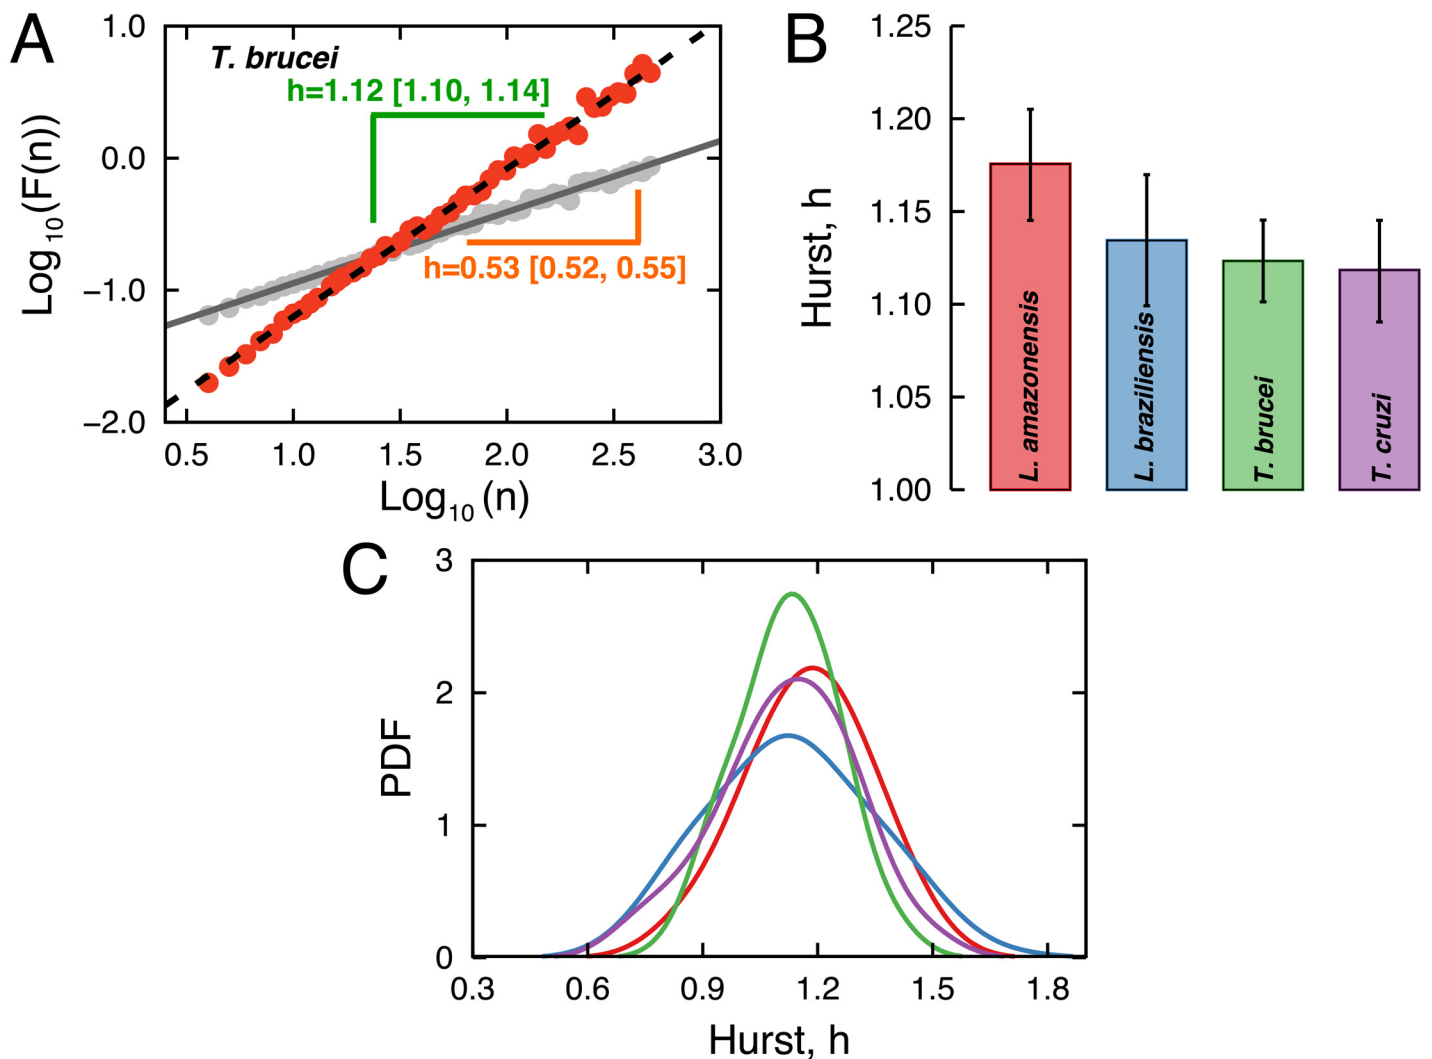 A
T. brucei
h=1.12 [1.10, 1.14]
h=0.53 [0.52, 0.55]
Log10(F(n))
1.0
0.0
−1.0
−2.0
0.5 1.0 1.5 2.0 2.5 3.0
Log10 (n)
B
Hurst, h
1.25
1.20
1.15
1.10
1.05
1.00
L. amazonensis
L. braziliensis
T. brucei
T. cruzi
C
PDF
3
2
1
0
0.3 0.6 0.9 1.2 1.5 1.8
Hurst, h